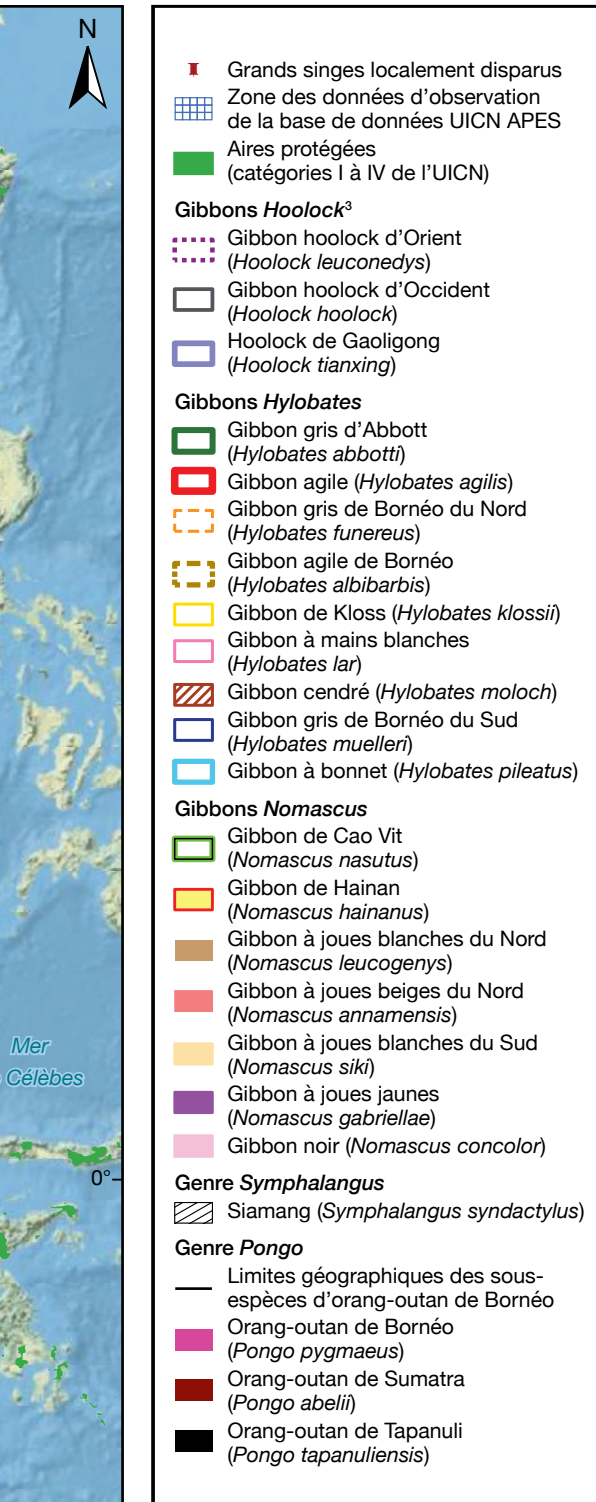 N
Mer
Célèbes
0°
Grands singes localement disparus
Zone des données d'observation
de la base de données UICN APES
Aires protégées
(catégories I à IV de l'UICN)
Gibbons Hoolock³
Gibbon hoolock d'Orient
(Hoolock leuconedys)
Gibbon hoolock d'Occident
(Hoolock hoolock)
Hoolock de Gaoligong
(Hoolock tianxing)
Gibbons Hylobates
Gibbon gris d'Abbott
(Hylobates abbotti)
Gibbon agile (Hylobates agilis)
Gibbon gris de Bornéo du Nord
(Hylobates funereus)
Gibbon agile de Bornéo
(Hylobates albibarbis)
Gibbon de Kloss (Hylobates klossii)
Gibbon à mains blanches
(Hylobates lar)
Gibbon cendré (Hylobates moloch)
Gibbon gris de Bornéo du Sud
(Hylobates muelleri)
Gibbon à bonnet (Hylobates pileatus)
Gibbons Nomascus
Gibbon de Cao Vit
(Nomascus nasutus)
Gibbon de Hainan
(Nomascus hainanus)
Gibbon à joues blanches du Nord
(Nomascus leucogenys)
Gibbon à joues beiges du Nord
(Nomascus annamensis)
Gibbon à joues blanches du Sud
(Nomascus siki)
Gibbon à joues jaunes
(Nomascus gabriellae)
Gibbon noir (Nomascus concolor)
Genre Symphalangus
Siamang (Symphalangus syndactylus)
Genre Pongo
Limites géographiques des sous-
espèces d'orang-outan de Bornéo
Orang-outan de Bornéo
(Pongo pygmaeus)
Orang-outan de Sumatra
(Pongo abelii)
Orang-outan de Tapanuli
(Pongo tapanuliensis)